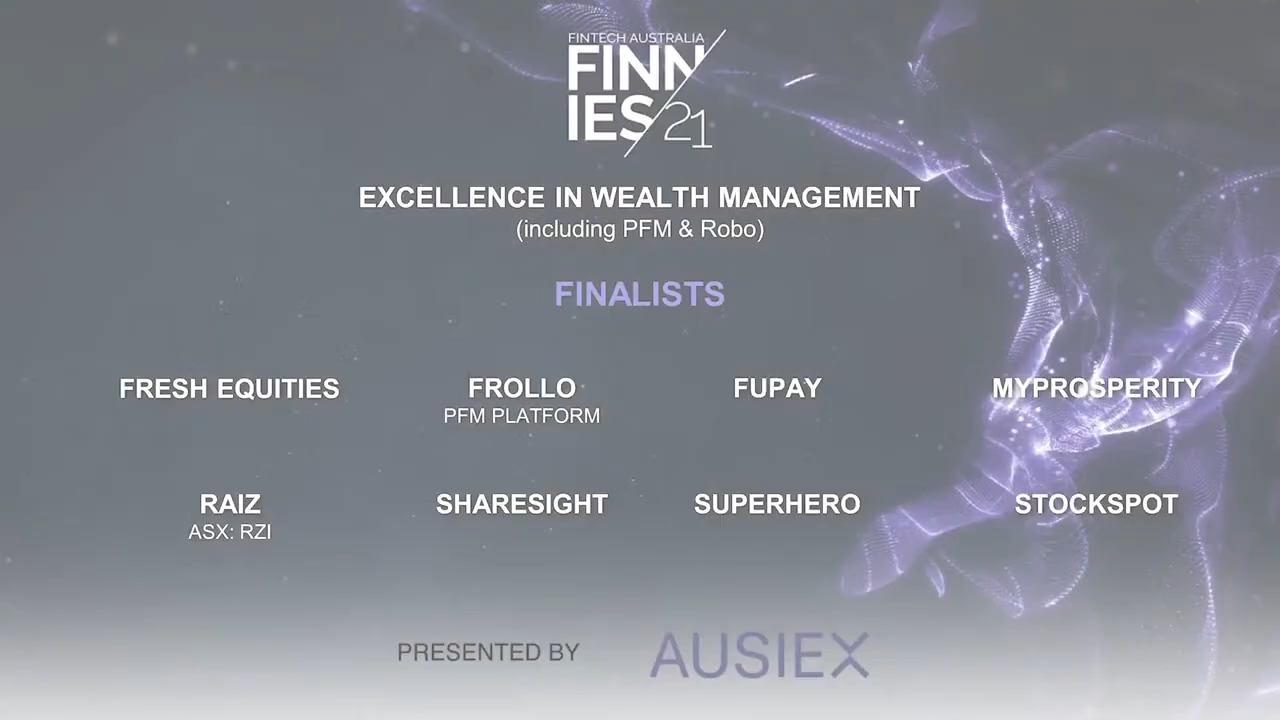 FINTECH AUSTRALIA
FINN
IES/21
EXCELLENCE IN WEALTH MANAGEMENT
(including PFM & Robo)
FINALISTS
FRESH EQUITIES FROLLO FUPAY MYPROSPERITY
PFM PLATFORM
RAIZ SHARESIGHT SUPERHERO STOCKSPOT
ASX: RZI
PRESENTED BY AUSIEX